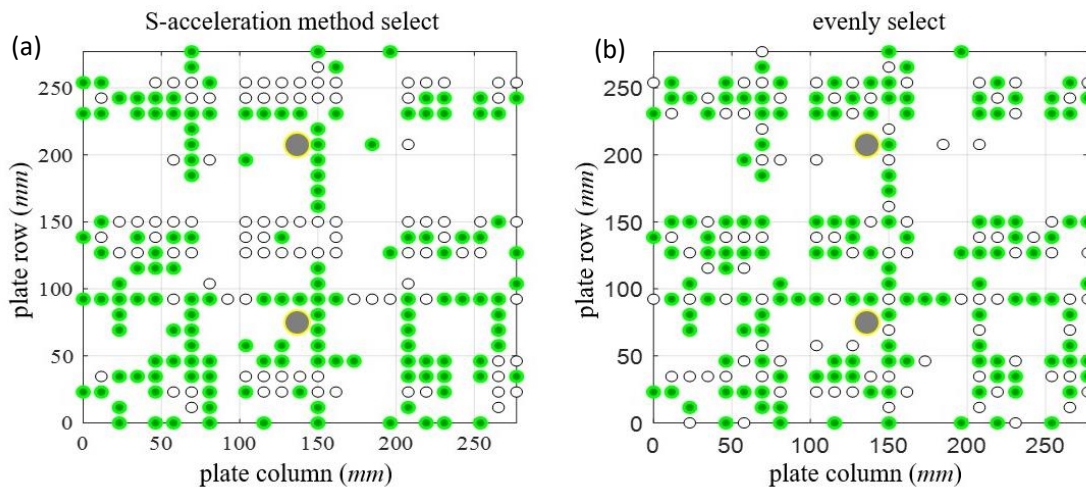 S-acceleration method select
(a)
250
200
150
100
50
0
0 50 100 150 200 250
plate row (mm)
plate column (mm)
evenly select
(b)
250
200
150
100
50
0
0 50 100 150 200 250
plate row (mm)
plate column (mm)